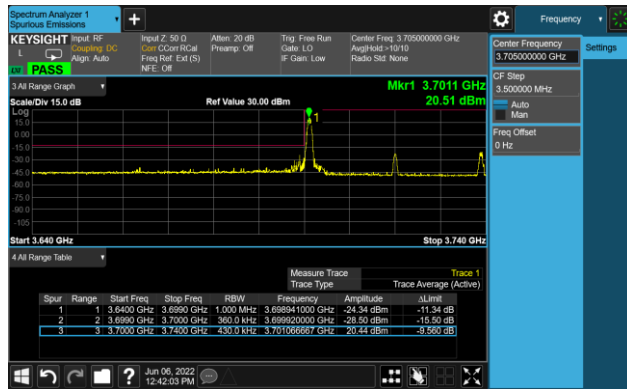 Spectrum Analyzer 1
Spurious Emissions
Frequency
KEYSIGHT
Input: RF
Coupling: DC
Align: Auto
Input Z: 50 Ω
Corr CCorr RCal
Freq Ref: Ext (S)
NFE: Off
Atten: 20 dB
Preamp: Off
Trig: Free Run
Gate: LO
IF Gain: Low
Center Freq: 3.705000000 GHz
Avg|Hold:>10/10
Radio Std: None
L
PASS
Center Frequency
3.705000000 GHz
Settings
CF Step
3.500000 MHz
Auto
Man
Freq Offset
0 Hz
3 All Range Graph
Mkr1 3.7011 GHz
Scale/Div 15.0 dB
Ref Value 30.00 dBm
20.51 dBm
Log
15.0
0.00
-15.0
-30.0
-45.0
-60.0
-75.0
-90.0
-105
1
Start 3.640 GHz
Stop 3.740 GHz
4 All Range Table
Measure Trace Trace 1
Trace Type Trace Average (Active)
Spur Range Start Freq Stop Freq RBW Frequency Amplitude ΔLimit
1 1 3.6400 GHz 3.6990 GHz 1.000 MHz 3.698941000 GHz -24.34 dBm -11.34 dB
2 2 3.6990 GHz 3.7000 GHz 360.0 kHz 3.699920000 GHz -28.50 dBm -15.50 dB
3 3 3.7000 GHz 3.7400 GHz 430.0 kHz 3.701066667 GHz 20.44 dBm -9.560 dB
?
Jun 06, 2022
12:42:03 PM